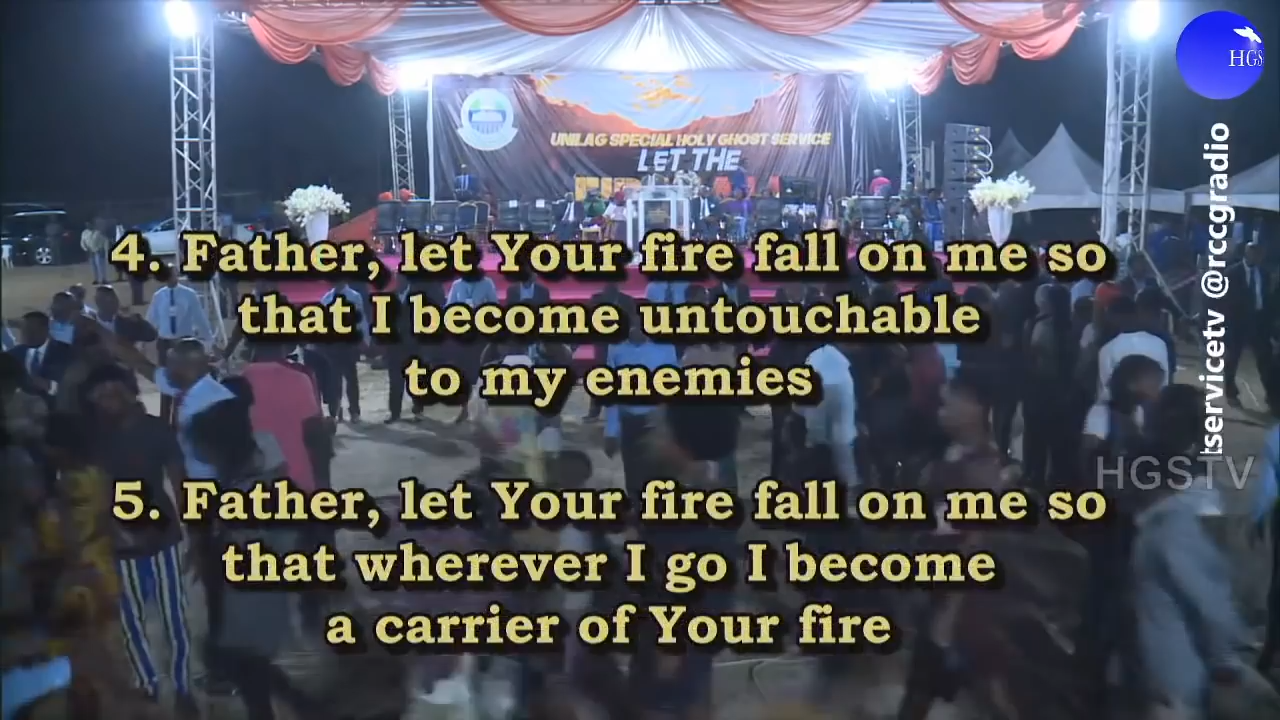 HGS
UNILAG SPECIAL HOLY GHOST SERVICE
LET THE
tservicetv @rccgradio
4. Father, let Your fire fall on me so
that I become untouchable
to my enemies
HGSTV
5. Father, let Your fire fall on me so
that wherever I go I become
a carrier of Your fire